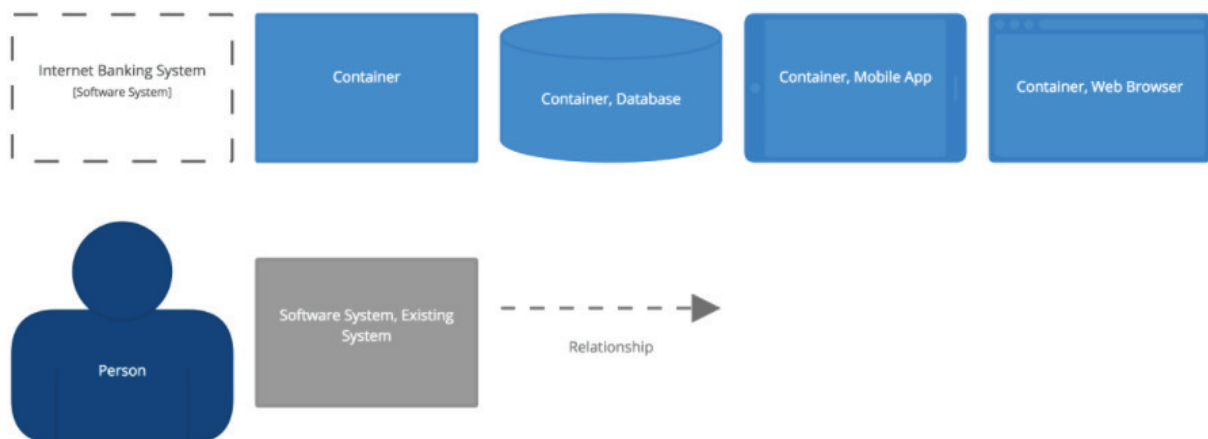 Internet Banking System
[Software System]
Container
Container, Database
Container, Mobile App
Container, Web Browser
Person
Software System, Existing
System
Relationship